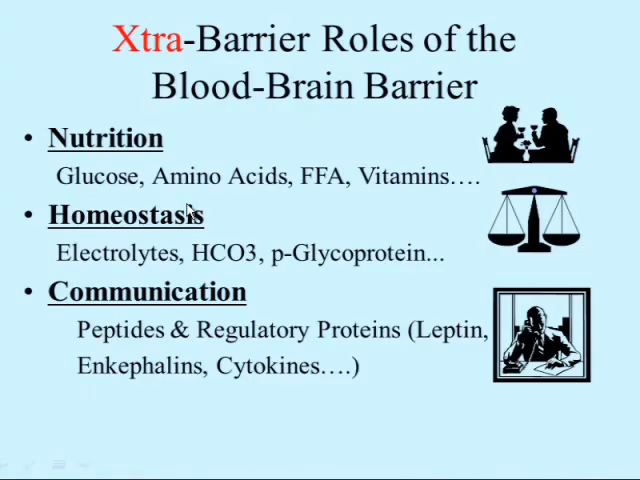 Xtra-Barrier Roles of the
Blood-Brain Barrier
• Nutrition
Glucose, Amino Acids, FFA, Vitamins….
• Homeostasis
Electrolytes, HCO3, p-Glycoprotein...
• Communication
Peptides & Regulatory Proteins (Leptin,
Enkephalins, Cytokines….)